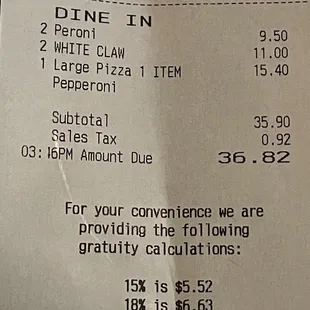 DINE IN
2 Peroni 9.50
2 WHITE CLAW 11.00
1 Large Pizza 1 ITEM 15.40
Pepperoni
Subtotal 35.90
Sales Tax 0.92
03:16PM Amount Due 36.82
For your convenience we are
providing the following
gratuity calculations:
15% is $5.52
18% is $6.63